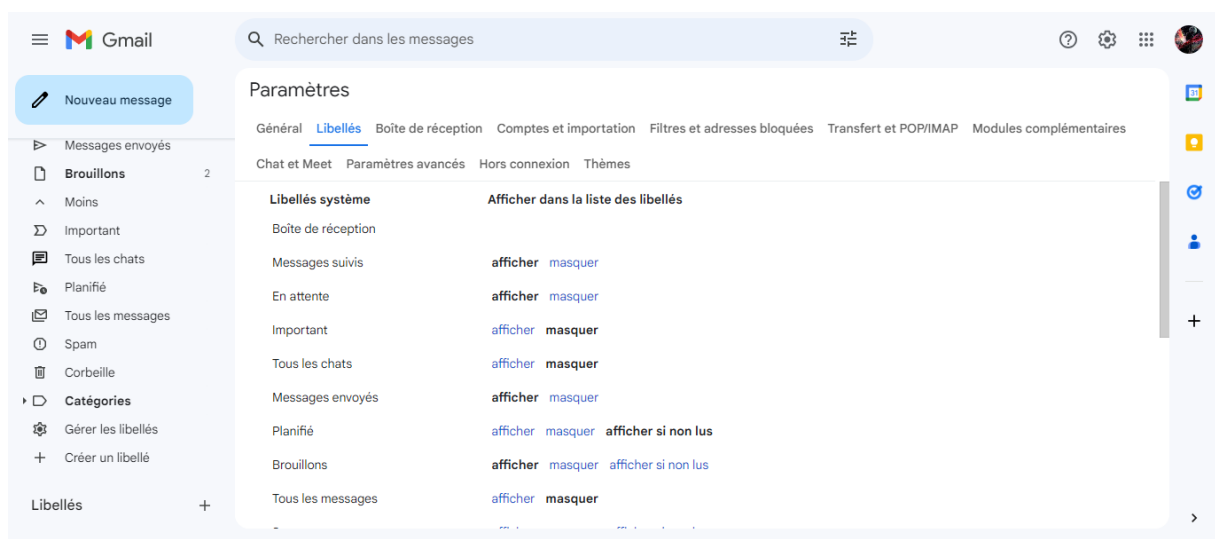 Gmail
Rechercher dans les messages
Nouveau message
Messages envoyés
Brouillons 2
Moins
Important
Tous les chats
Planifié
Tous les messages
Spam
Corbeille
Catégories
Gérer les libellés
Créer un libellé
Libellés
Paramètres
Général Libellés Boîte de réception Comptes et importation Filtres et adresses bloquées Transfert et POP/IMAP Modules complémentaires
Chat et Meet Paramètres avancés Hors connexion Thèmes
Libellés système Afficher dans la liste des libellés
Boîte de réception
Messages suivis afficher masquer
En attente afficher masquer
Important afficher masquer
Tous les chats afficher masquer
Messages envoyés afficher masquer
Planifié afficher masquer afficher si non lus
Brouillons afficher masquer afficher si non lus
Tous les messages afficher masquer
31